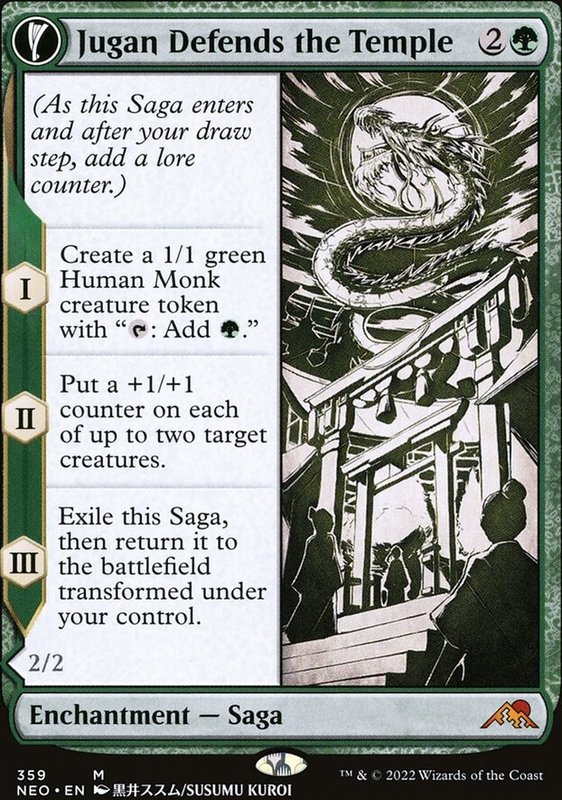 Jugan Defends the Temple 2
(As this Saga enters
and after your draw
step, add a lore
counter.)
I
Create a 1/1 green
Human Monk
creature token
with “: Add .”
II
Put a +1/+1
counter on each
of up to two target
creatures.
III
Exile this Saga,
then return it to
the battlefield
transformed under
your control.
2/2
Enchantment — Saga
359 M
NEO • EN 黒井ススム/SUSUMU KUROI
™ & © 2022 Wizards of the Coast